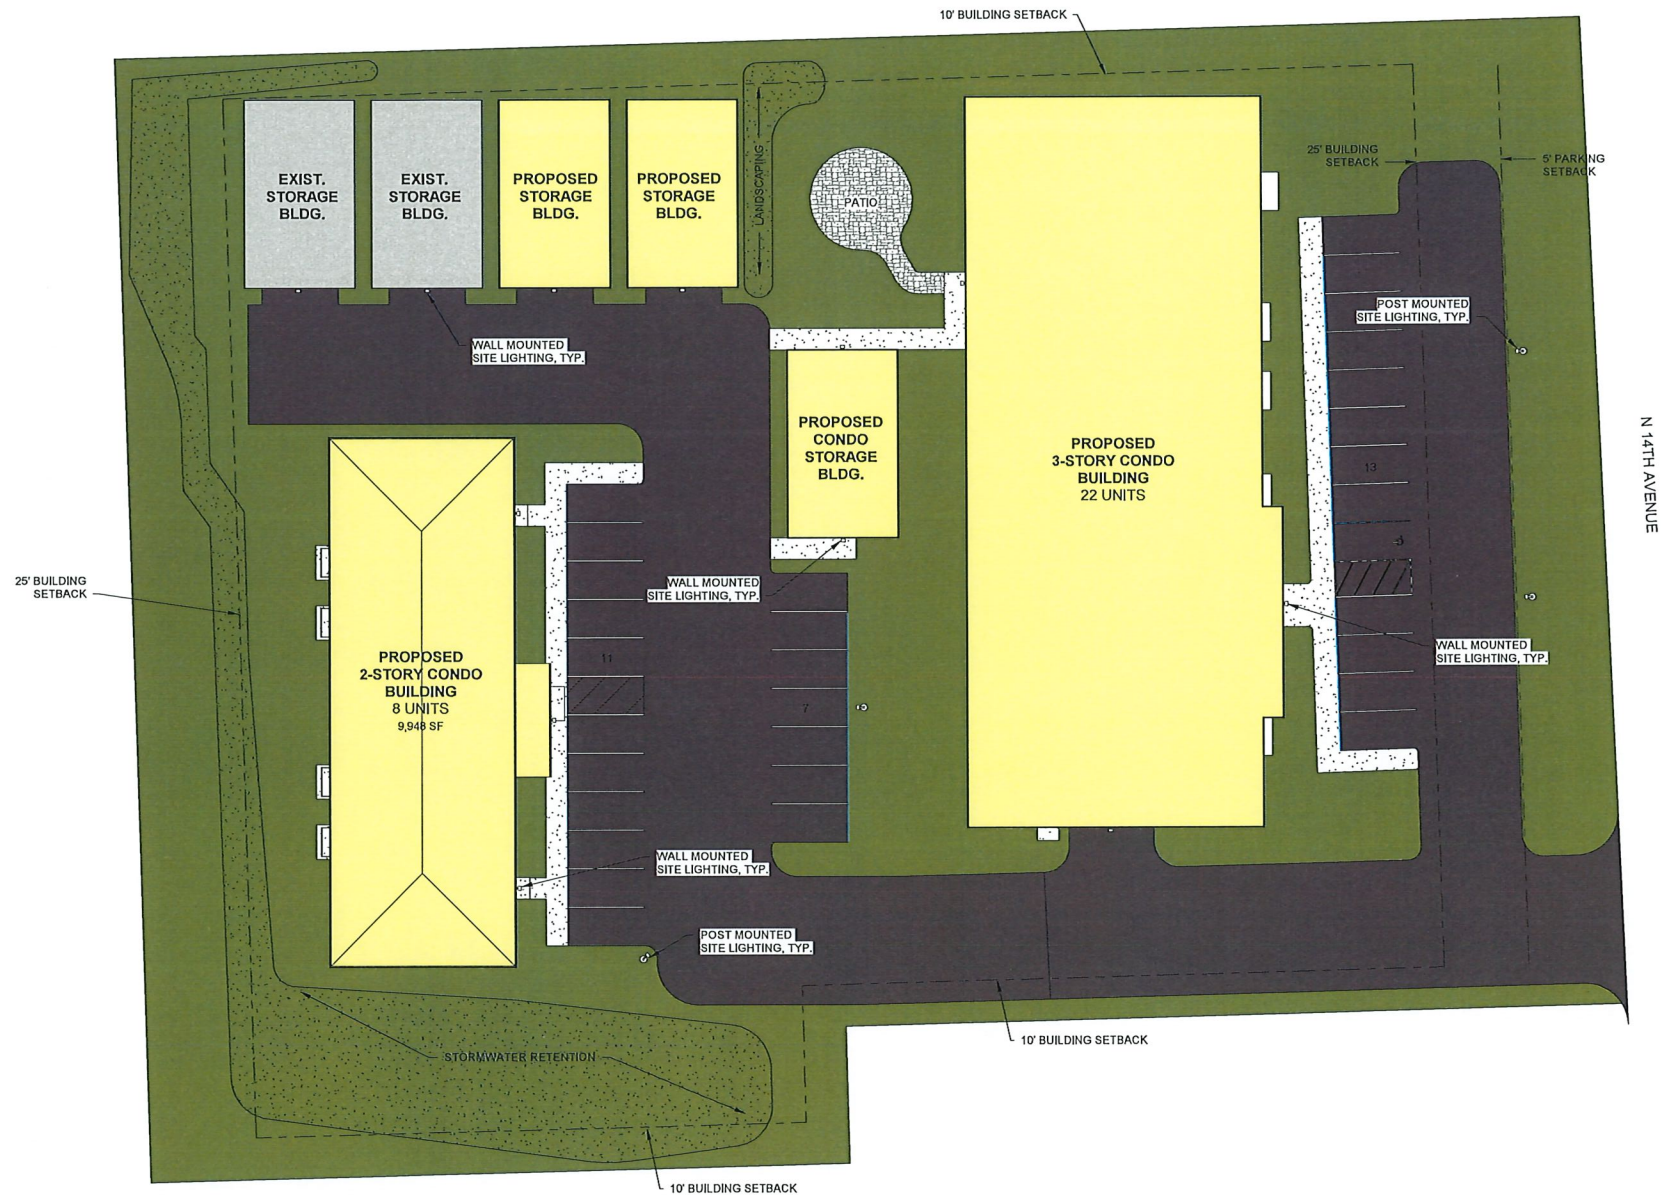 10' BUILDING SETBACK
EXIST.
STORAGE
BLDG.
EXIST.
STORAGE
BLDG.
PROPOSED
STORAGE
BLDG.
PROPOSED
STORAGE
BLDG.
LANDSCAPING
PATIO
25' BUILDING
SETBACK
5' PARKING
SETBACK
POST MOUNTED
SITE LIGHTING, TYP.
WALL MOUNTED
SITE LIGHTING, TYP.
PROPOSED
CONDO
STORAGE
BLDG.
PROPOSED
3-STORY CONDO
BUILDING
22 UNITS
13
N 14TH AVENUE
25' BUILDING
SETBACK
WALL MOUNTED
SITE LIGHTING, TYP.
WALL MOUNTED
SITE LIGHTING, TYP.
PROPOSED
2-STORY CONDO
BUILDING
8 UNITS
9,948 SF
11
7
WALL MOUNTED
SITE LIGHTING, TYP.
POST MOUNTED
SITE LIGHTING, TYP.
STORMWATER RETENTION
10' BUILDING SETBACK
10' BUILDING SETBACK